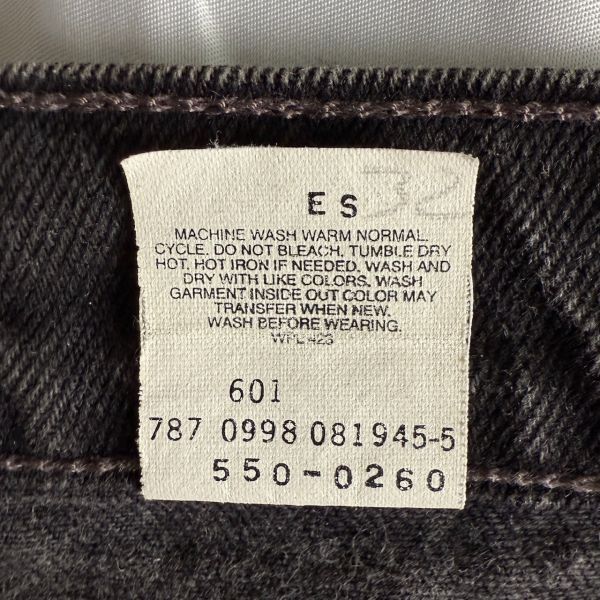 32
E S
MACHINE WASH WARM NORMAL
CYCLE. DO NOT BLEACH. TUMBLE DRY
HOT. HOT IRON IF NEEDED. WASH AND
DRY WITH LIKE COLORS. WASH
GARMENT INSIDE OUT COLOR MAY
TRANSFER WHEN NEW.
WASH BEFORE WEARING.
WPL 423
601
787 0998 081945-5
550-0260